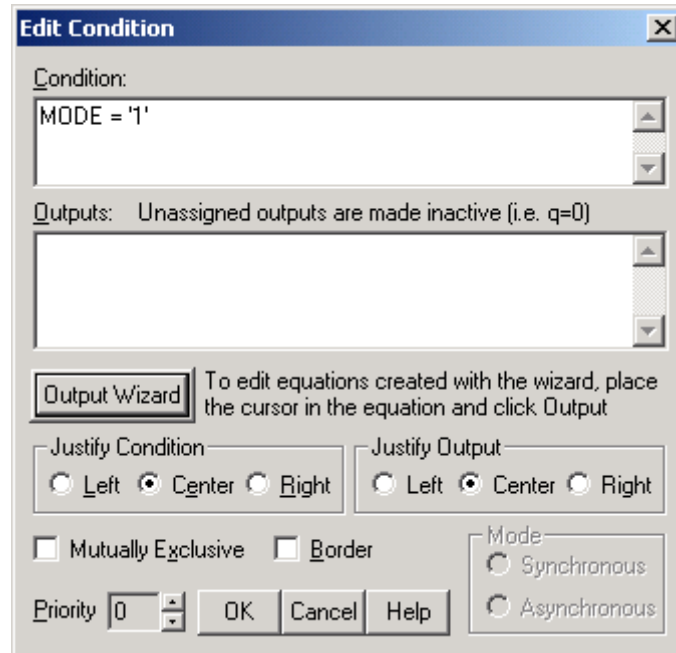 Edit Condition
Condition:
MODE = '1'
Outputs: Unassigned outputs are made inactive (i.e. q=0)
Output Wizard
To edit equations created with the wizard, place
the cursor in the equation and click Output
Justify Condition
Left Center Right
Justify Output
Left Center Right
Mutually Exclusive Border
Mode
Synchronous
Asynchronous
Priority 0 OK Cancel Help